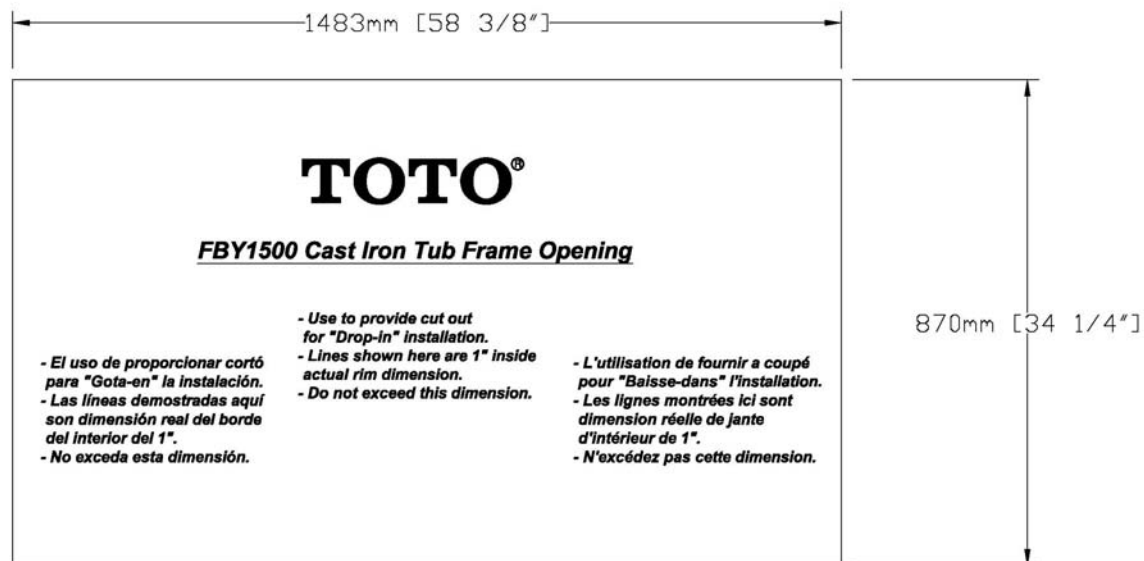 1483mm [58 3/8"]
TOTO®
FBY1500 Cast Iron Tub Frame Opening
- Use to provide cut out
for "Drop-in" installation.
- Lines shown here are 1" inside
actual rim dimension.
- Do not exceed this dimension.
870mm [34 1/4"]
- El uso de proporcionar cortó
para "Gota-en" la instalación.
- Las líneas demostradas aquí
son dimensión real del borde
del interior del 1".
- No exceda esta dimensión.
- L'utilisation de fournir a coupé
pour "Baisse-dans" l'installation.
- Les lignes montrées ici sont
dimension réelle de jante
d'intérieur de 1".
- N'excédez pas cette dimension.